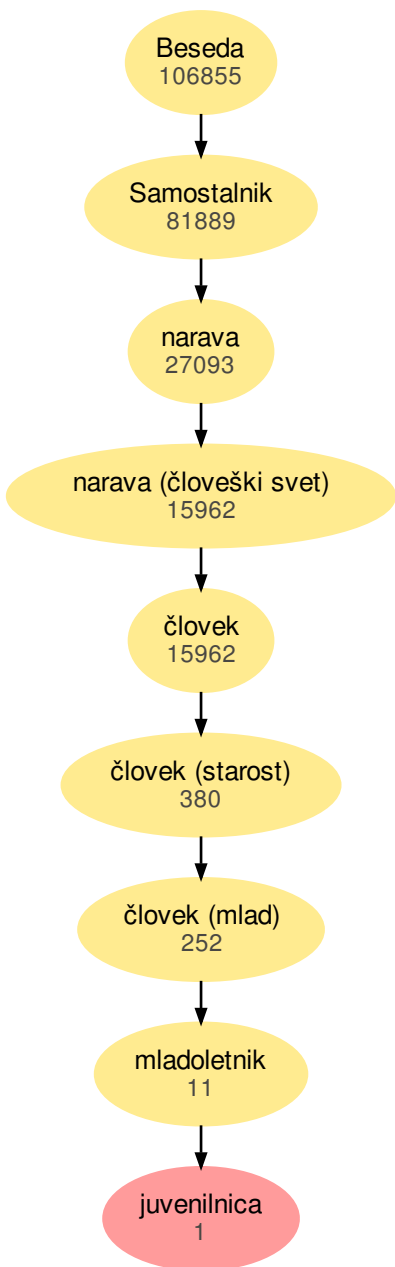 Beseda
106855
Samostalnik
81889
narava
27093
narava (človeški svet)
15962
človek
15962
človek (starost)
380
človek (mlad)
252
mladoletnik
11
juvenilnica
1